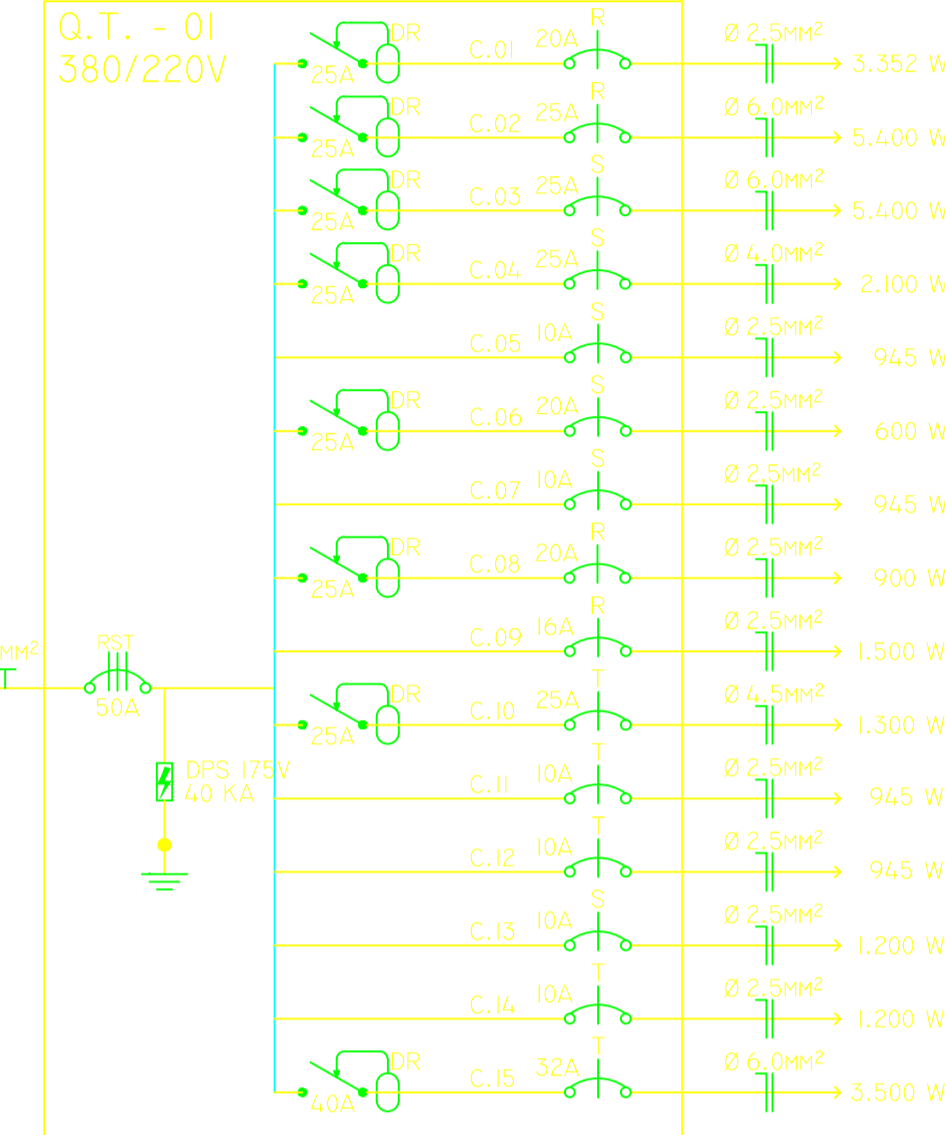 Q.T. - 01
380/220V
DR 25A C.01 20A R Ø 2.5MM² 3.352 W
DR 25A C.02 25A R Ø 6.0MM² 5.400 W
DR 25A C.03 25A S Ø 6.0MM² 5.400 W
DR 25A C.04 25A S Ø 4.0MM² 2.100 W
C.05 10A S Ø 2.5MM² 945 W
DR 25A C.06 20A S Ø 2.5MM² 600 W
C.07 10A S Ø 2.5MM² 945 W
DR 25A C.08 20A R Ø 2.5MM² 900 W
C.09 16A R Ø 2.5MM² 1.500 W
MM² RST 50A
DR 25A C.10 25A T Ø 4.5MM² 1.300 W
DPS 175V
40 KA
C.11 10A T Ø 2.5MM² 945 W
C.12 10A T Ø 2.5MM² 945 W
C.13 10A S Ø 2.5MM² 1.200 W
C.14 10A T Ø 2.5MM² 1.200 W
DR 40A C.15 32A T Ø 6.0MM² 3.500 W